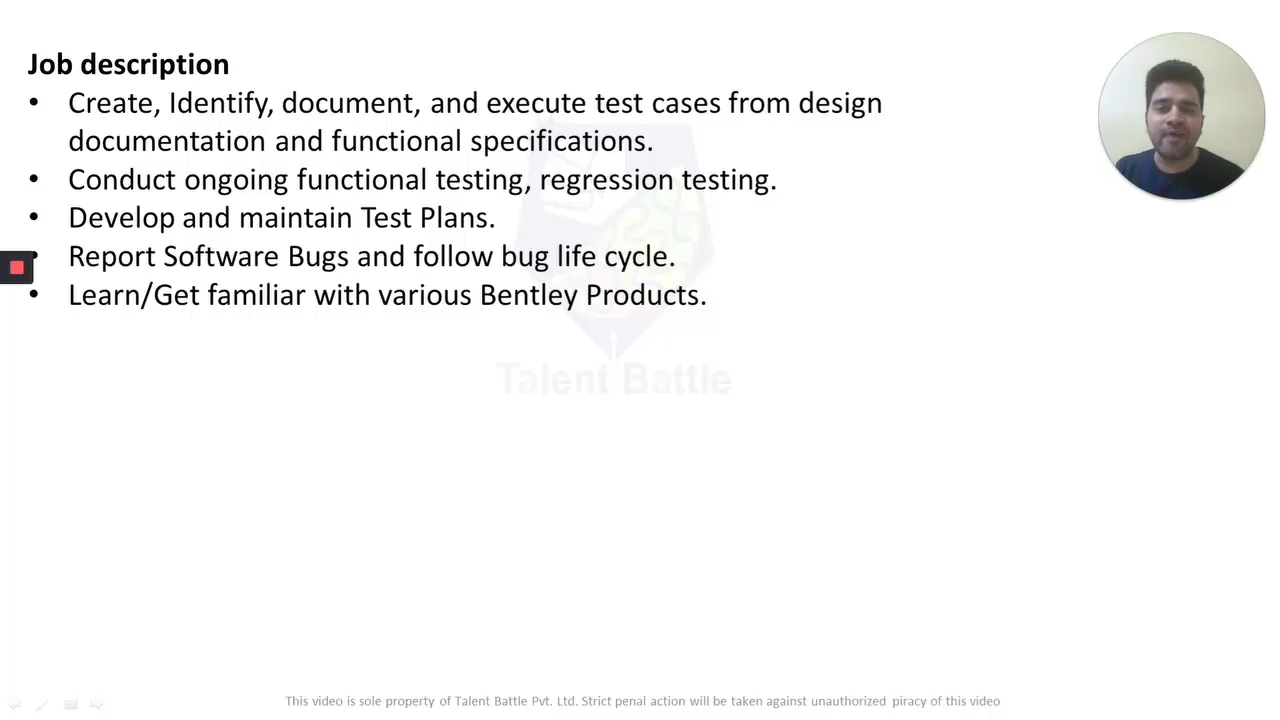 Job description
• Create, Identify, document, and execute test cases from design
documentation and functional specifications.
• Conduct ongoing functional testing, regression testing.
• Develop and maintain Test Plans.
• Report Software Bugs and follow bug life cycle.
• Learn/Get familiar with various Bentley Products.
Talent Battle
This video is sole property of Talent Battle Pvt. Ltd. Strict penal action will be taken against unauthorized piracy of this video